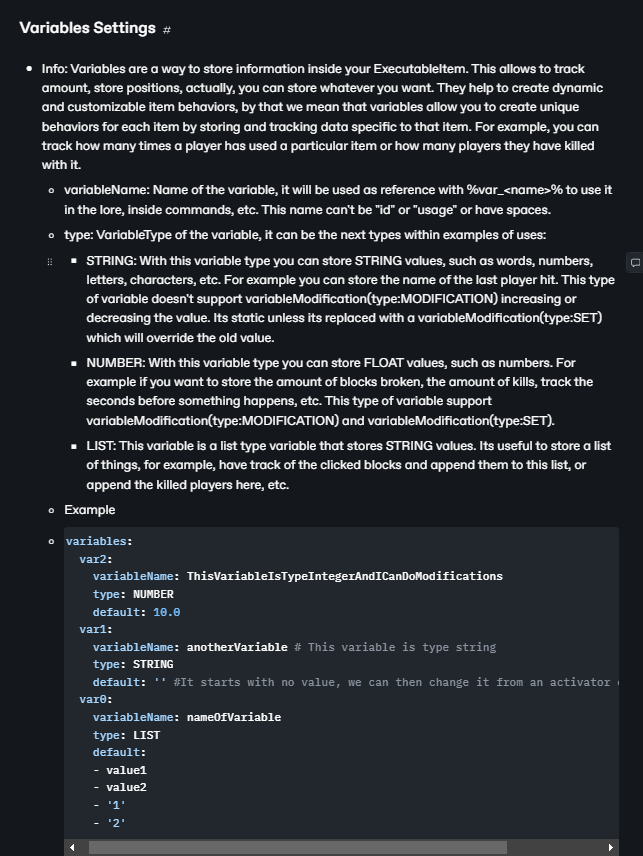 Variables Settings #
Info: Variables are a way to store information inside your ExecutableItem. This allows to track
amount, store positions, actually, you can store whatever you want. They help to create dynamic
and customizable item behaviors, by that we mean that variables allow you to create unique
behaviors for each item by storing and tracking data specific to that item. For example, you can
track how many times a player has used a particular item or how many players they have killed
with it.
variableName: Name of the variable, it will be used as reference with %var_<name>% to use it
in the lore, inside commands, etc. This name can't be "id" or "usage" or have spaces.
type: VariableType of the variable, it can be the next types within examples of uses:
STRING: With this variable type you can store STRING values, such as words, numbers,
letters, characters, etc. For example you can store the name of the last player hit. This type
of variable doesn't support variableModification(type:MODIFICATION) increasing or
decreasing the value. Its static unless its replaced with a variableModification(type:SET)
which will override the old value.
NUMBER: With this variable type you can store FLOAT values, such as numbers. For
example if you want to store the amount of blocks broken, the amount of kills, track the
seconds before something happens, etc. This type of variable support
variableModification(type:MODIFICATION) and variableModification(type:SET).
LIST: This variable is a list type variable that stores STRING values. Its useful to store a list
of things, for example, have track of the clicked blocks and append them to this list, or
append the killed players here, etc.
Example
variables:
var2:
variableName: ThisVariableIsTypeIntegerAndICanDoModifications
type: NUMBER
default: 10.0
var1:
variableName: anotherVariable # This variable is type string
type: STRING
default: '' #It starts with no value, we can then change it from an activator
var0:
variableName: nameOfVariable
type: LIST
default:
- value1
- value2
- '1'
- '2'